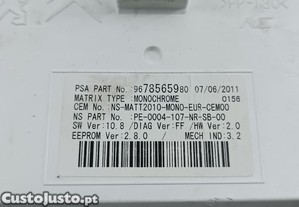 PSA Part No.:9678565980 07/06/2011
MATRIX TYPE :MONOCHROME 0156
CEM No.:NS-MATT2010-MONO-EUR-CEM00
NS Part No. :PE-0004-107-NR-SB-00
SW Ver:10.8 /DIAG Ver:FF /HW Ver:2.0
EEPROM Ver:2.8.0 / MECH IND:3.2
CustoJusto.pt